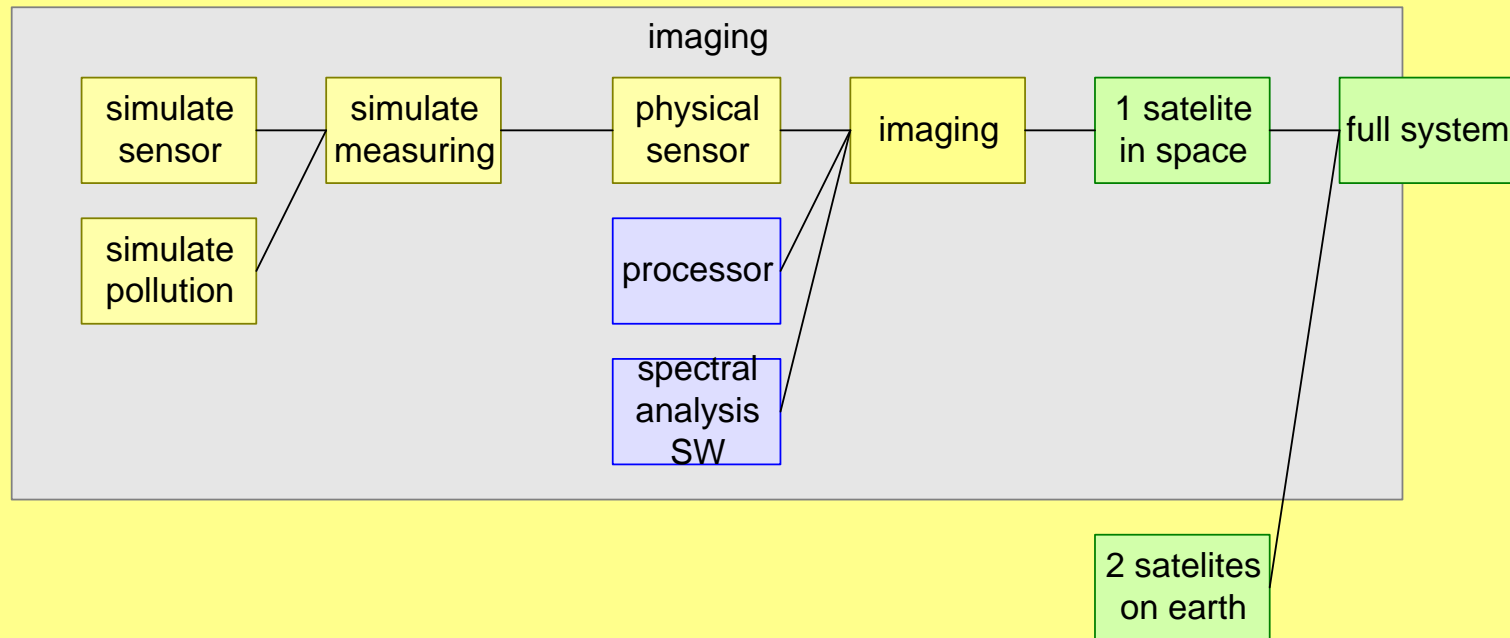 imaging
simulate
sensor
simulate
measuring
physical
sensor
imaging
1 satelite
in space
full system
simulate
pollution
processor
spectral
analysis
SW
2 satelites
on earth